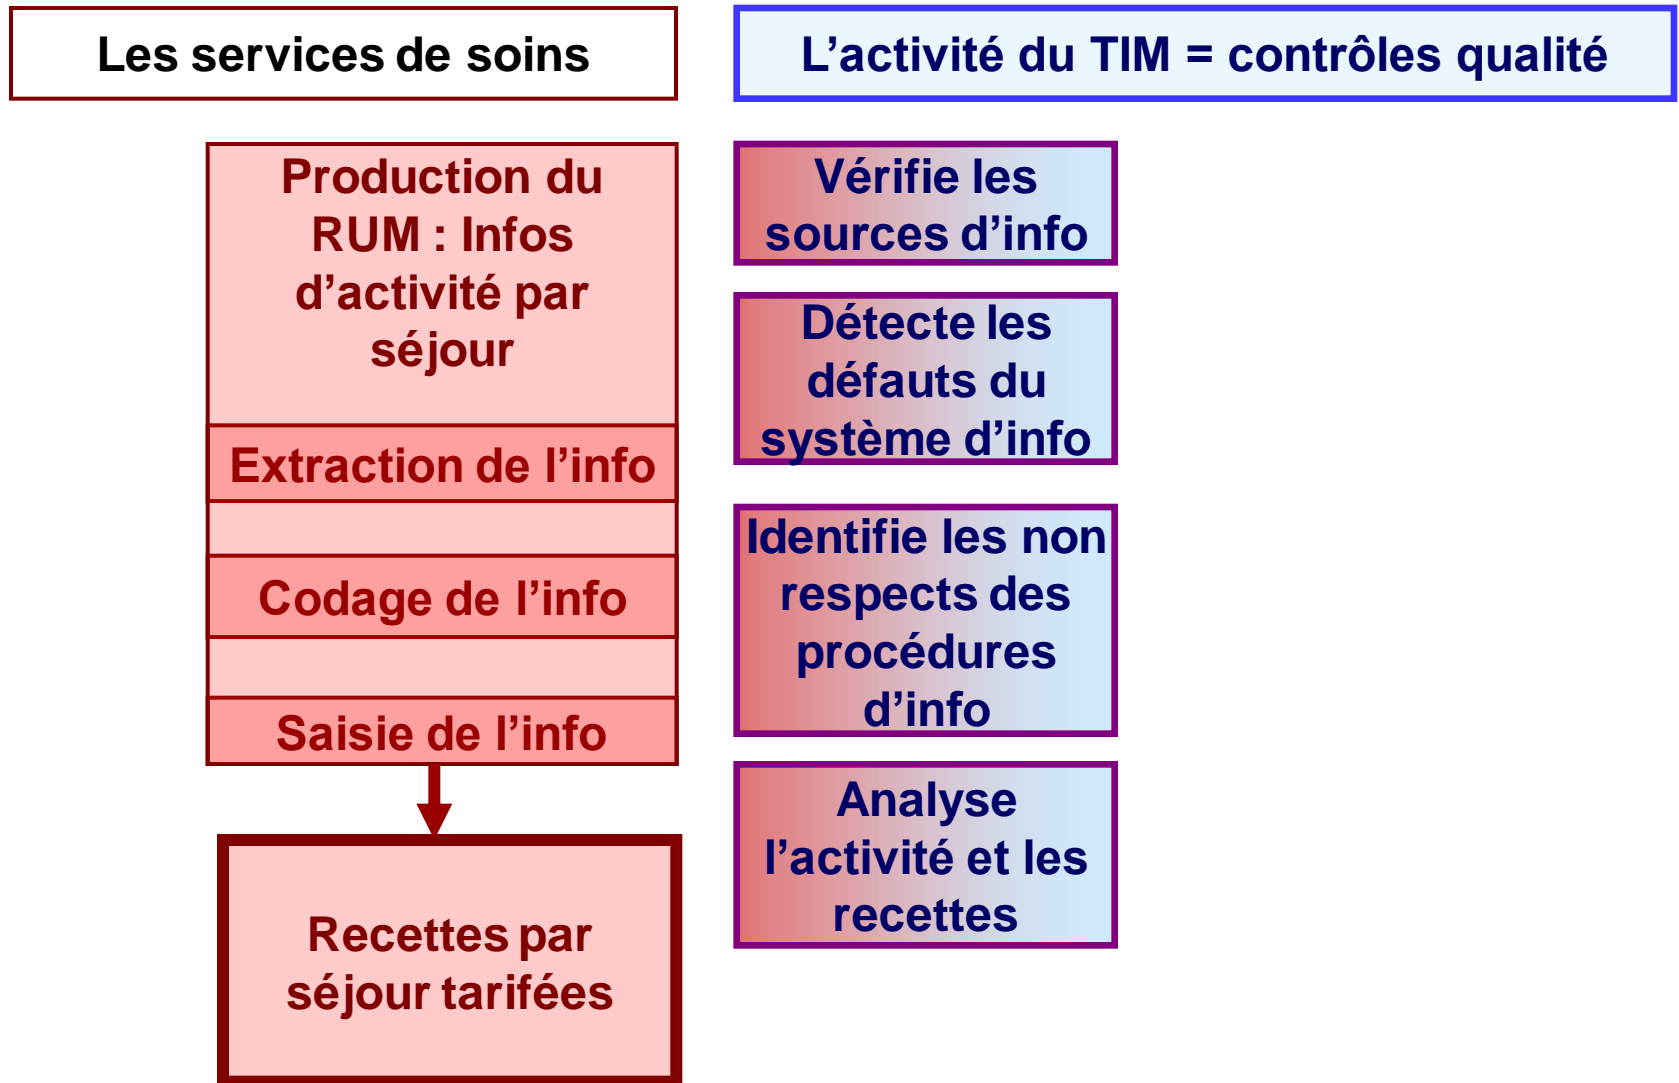 Les services de soins
L'activité du TIM = contrôles qualité
Production du
RUM : Infos
d'activité par
séjour
Extraction de l'info
Codage de l'info
Saisie de l'info
Recettes par
séjour tarifées
Vérifie les
sources d'info
Détecte les
défauts du
système d'info
Identifie les non
respects des
procédures
d'info
Analyse
l'activité et les
recettes